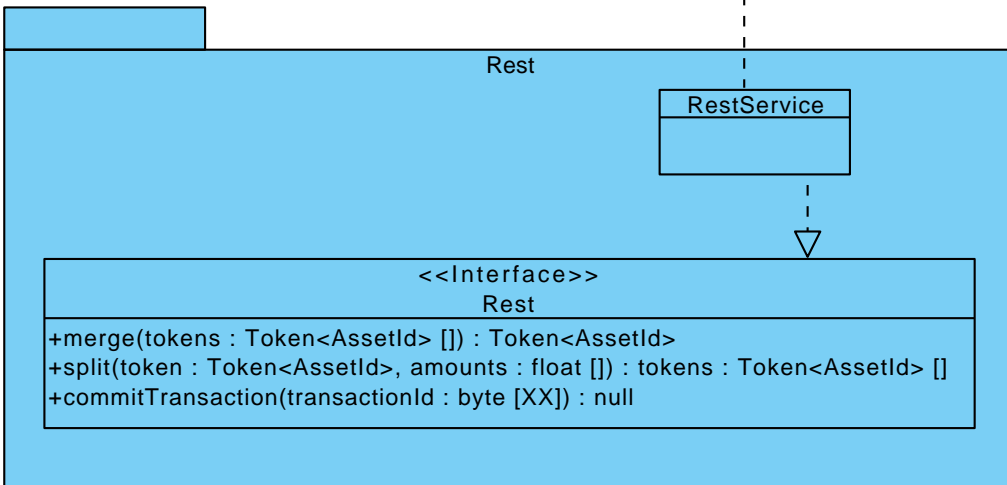 Rest
RestService
<<Interface>>
Rest
+merge(tokens : Token<AssetId> []) : Token<AssetId>
+split(token : Token<AssetId>, amounts : float []) : tokens : Token<AssetId> []
+commitTransaction(transactionId : byte [XX]) : null